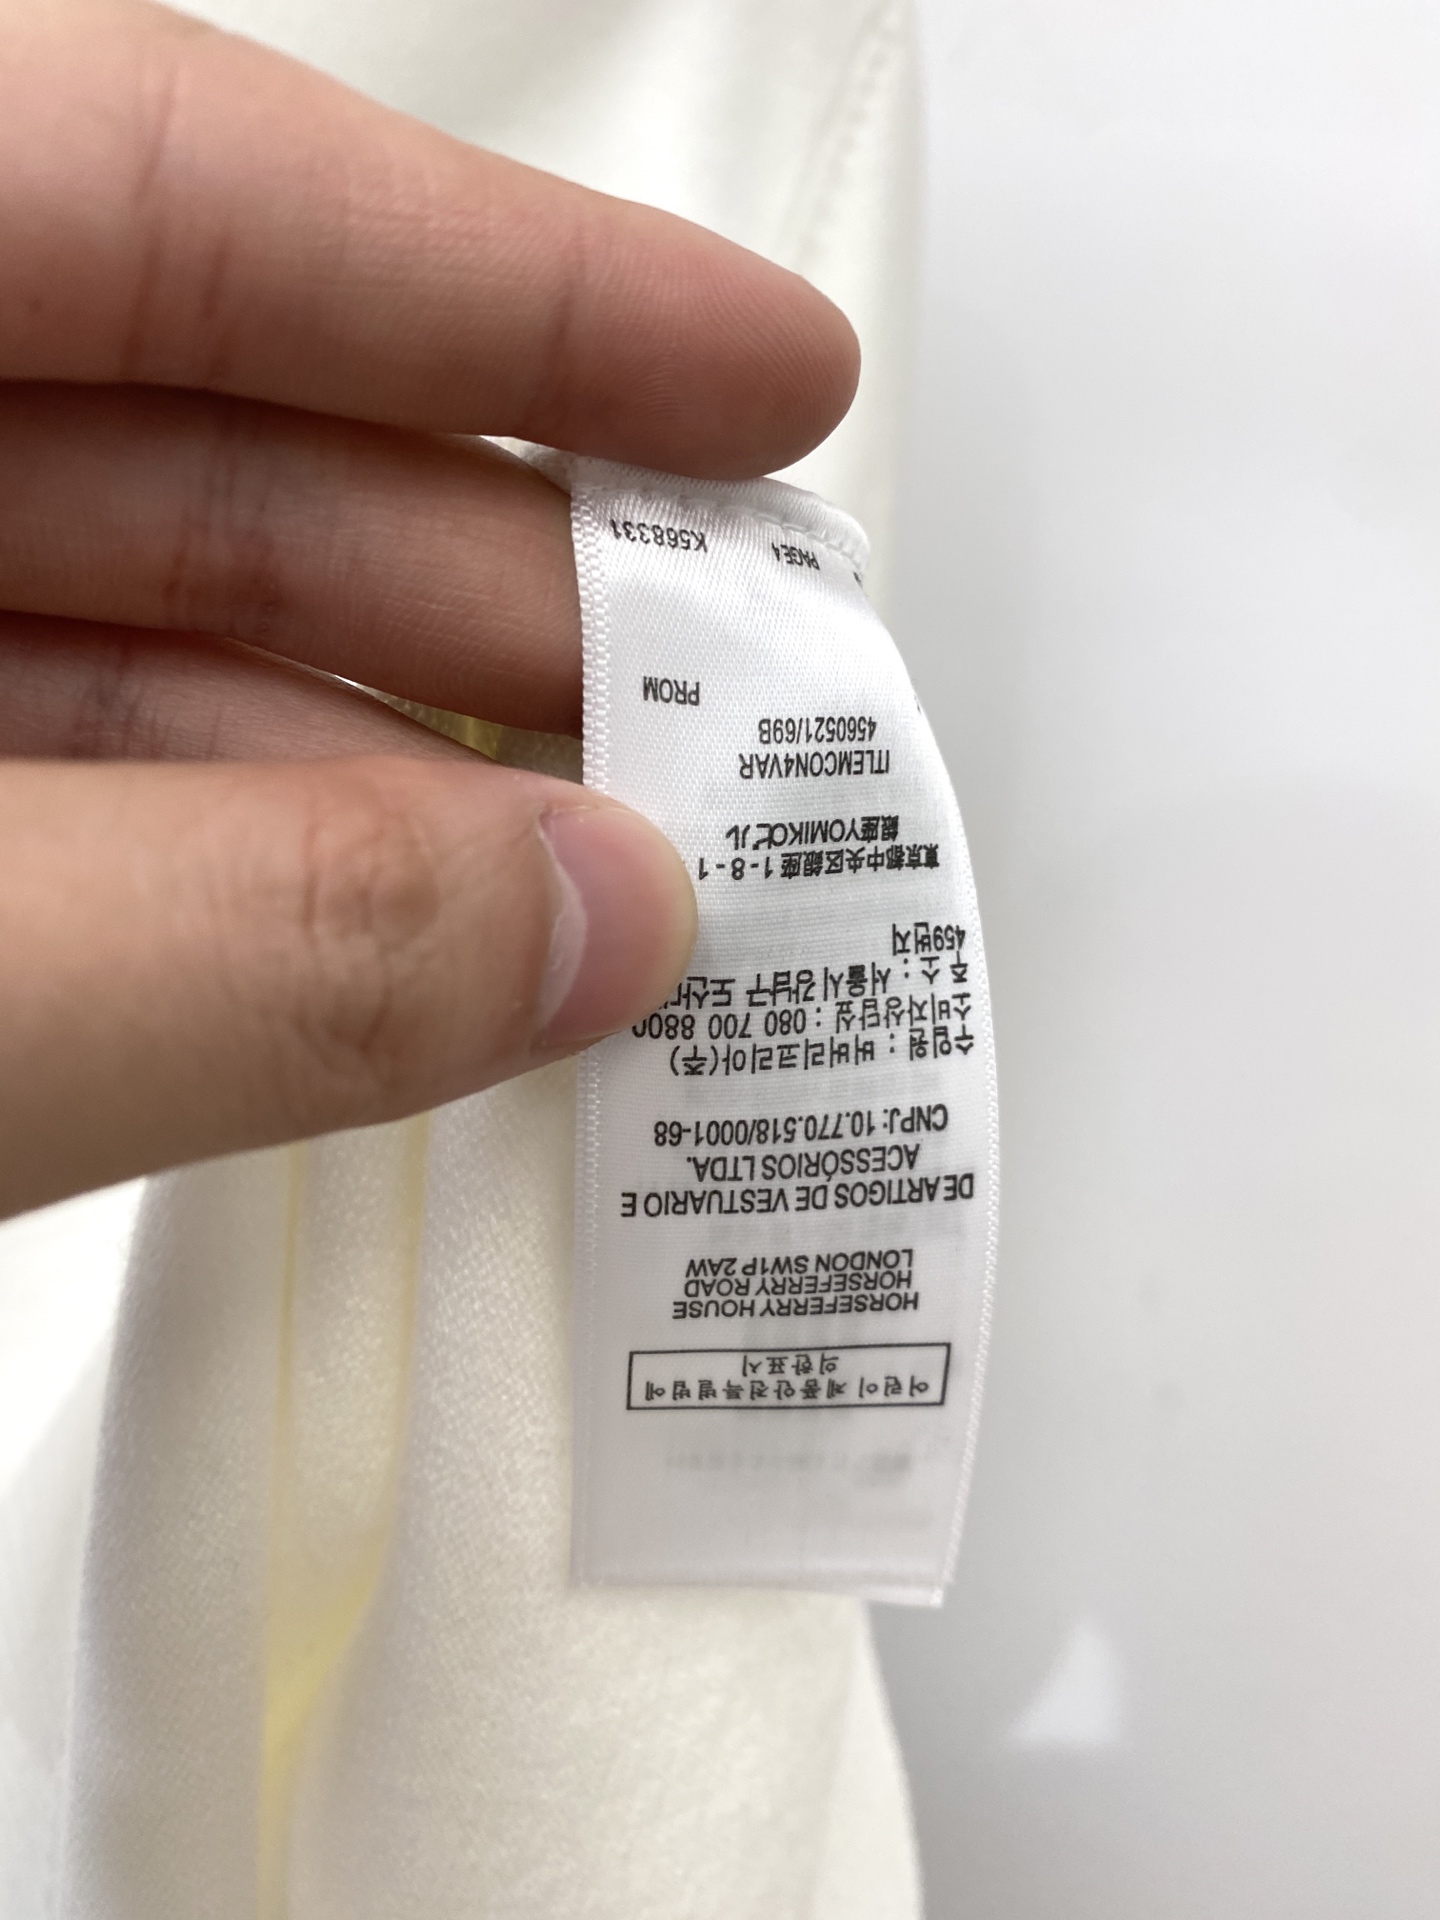 어린이제품안전특별법에
의한표시
HORSEFERRY HOUSE
HORSEFERRY ROAD
LONDON SW1P 2AW
DE ARTIGOS DE VESTUARIO E
ACESSÓRIOS LTDA.
CNPJ: 10.770.518/0001-68
수입원 : 버버리코리아(주)
소비자상담실 : 080 700 8800
주 소 : 서울시 강남구
459번지
東京都中央区銀座 1-8-1
銀座YOMIKOビル
ITLEMCON4VAR
4560521/69B
PROM
PAGE4 K568331